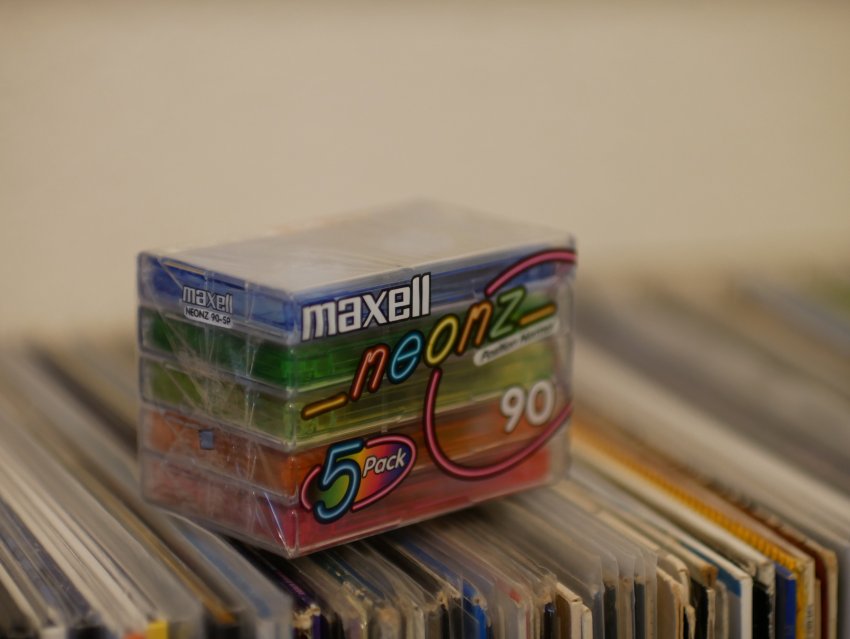 maxell
NEONZ 90-5P
maxell
neonz
Position Normal
90
5 Pack